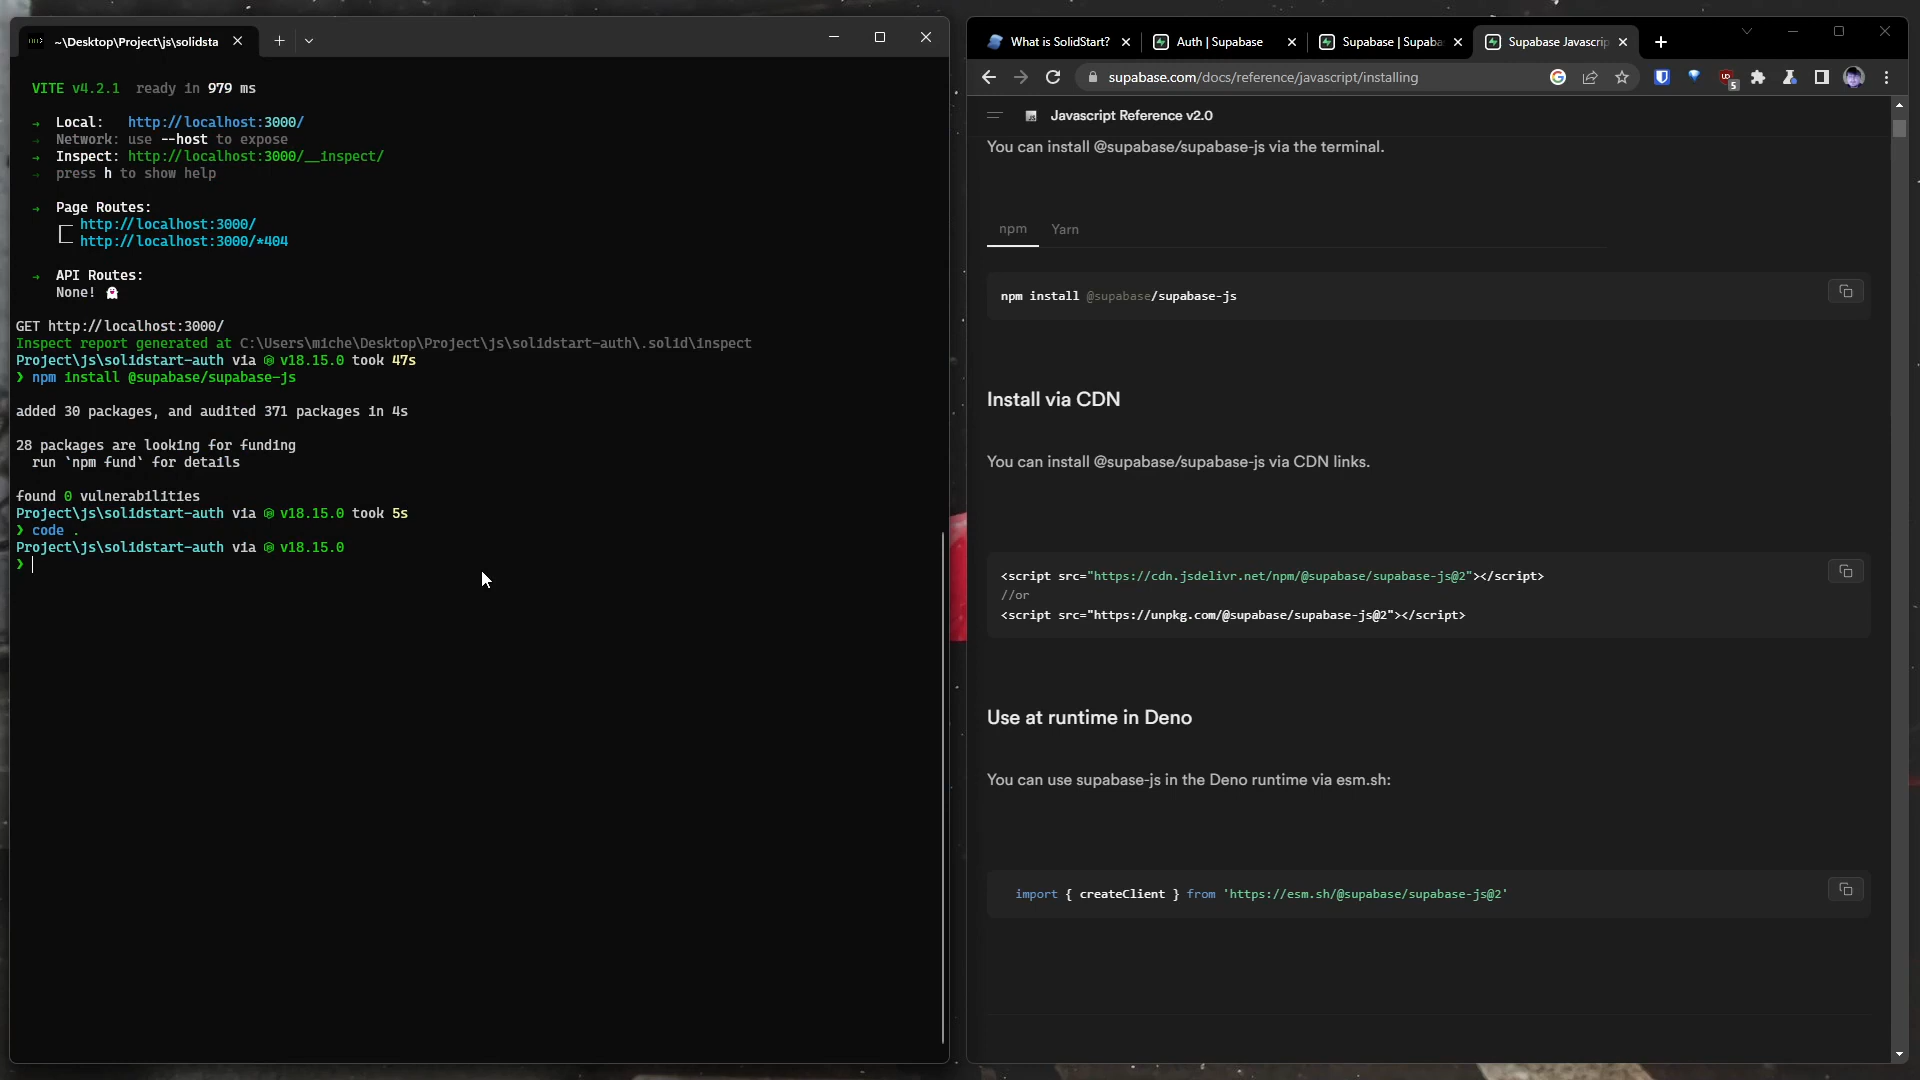 ~\Desktop\Project\js\solidsta
VITE v4.2.1 ready in 979 ms
→ Local: http://localhost:3000/
→ Network: use --host to expose
→ Inspect: http://localhost:3000/__inspect/
→ press h to show help
→ Page Routes:
http://localhost:3000/
http://localhost:3000/*404
→ API Routes:
None! 👻
GET http://localhost:3000/
Inspect report generated at C:\Users\miche\Desktop\Project\js\solidstart-auth\.solid\inspect
Project\js\solidstart-auth via v18.15.0 took 47s
❯ npm install @supabase/supabase-js
added 30 packages, and audited 371 packages in 4s
28 packages are looking for funding
run `npm fund` for details
found 0 vulnerabilities
Project\js\solidstart-auth via v18.15.0 took 5s
❯ code .
Project\js\solidstart-auth via v18.15.0
❯
What is SolidStart?
Auth | Supabase
Supabase | Supaba
Supabase Javascrip
supabase.com/docs/reference/javascript/installing
5
Javascript Reference v2.0
You can install @supabase/supabase-js via the terminal.
npm Yarn
npm install @supabase/supabase-js
Install via CDN
You can install @supabase/supabase-js via CDN links.
<script src="https://cdn.jsdelivr.net/npm/@supabase/supabase-js@2"></script>
//or
<script src="https://unpkg.com/@supabase/supabase-js@2"></script>
Use at runtime in Deno
You can use supabase-js in the Deno runtime via esm.sh:
import { createClient } from 'https://esm.sh/@supabase/supabase-js@2'